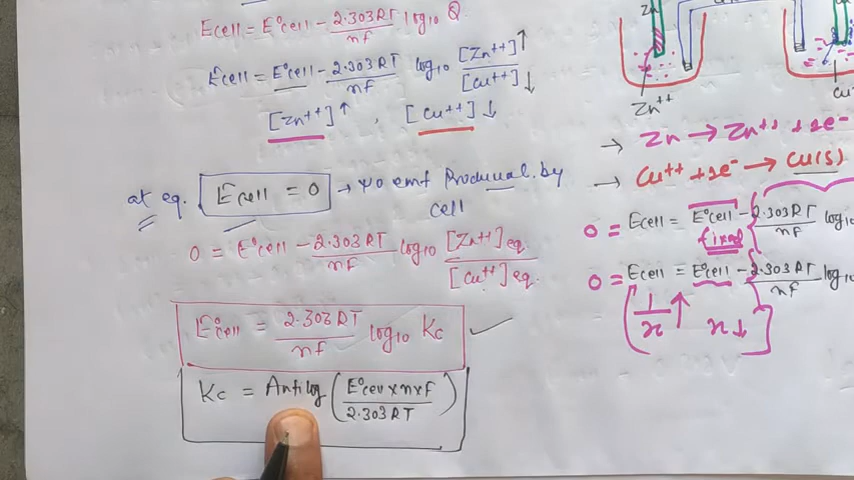 Ecell = E°cell - 2.303RT/nf log10 Q
Ecell = E°cell - 2.303RT/nf log10 [Zn++]↑/[Cu++]↓
[Zn++]↑ , [Cu++]↓
at eq. Ecell = 0 → no emf Producual by
cell
0 = E°cell - 2.303RT/nf log10 [Zn++]eq./[Cu++]eq.
E°cell = 2.303RT/nf log10 Kc ✓
Kc = Antilog (E°cell x n x f/2.303RT)
Zn
Zn++
→ Zn → Zn++ + 2e-
→ Cu++ + 2e- → Cu(s)
0 = Ecell = E°cell - 2.303RT/nf log10
fixed
0 = Ecell = E°cell - 2.303RT/nf log10
(1/x ↑ x↓]